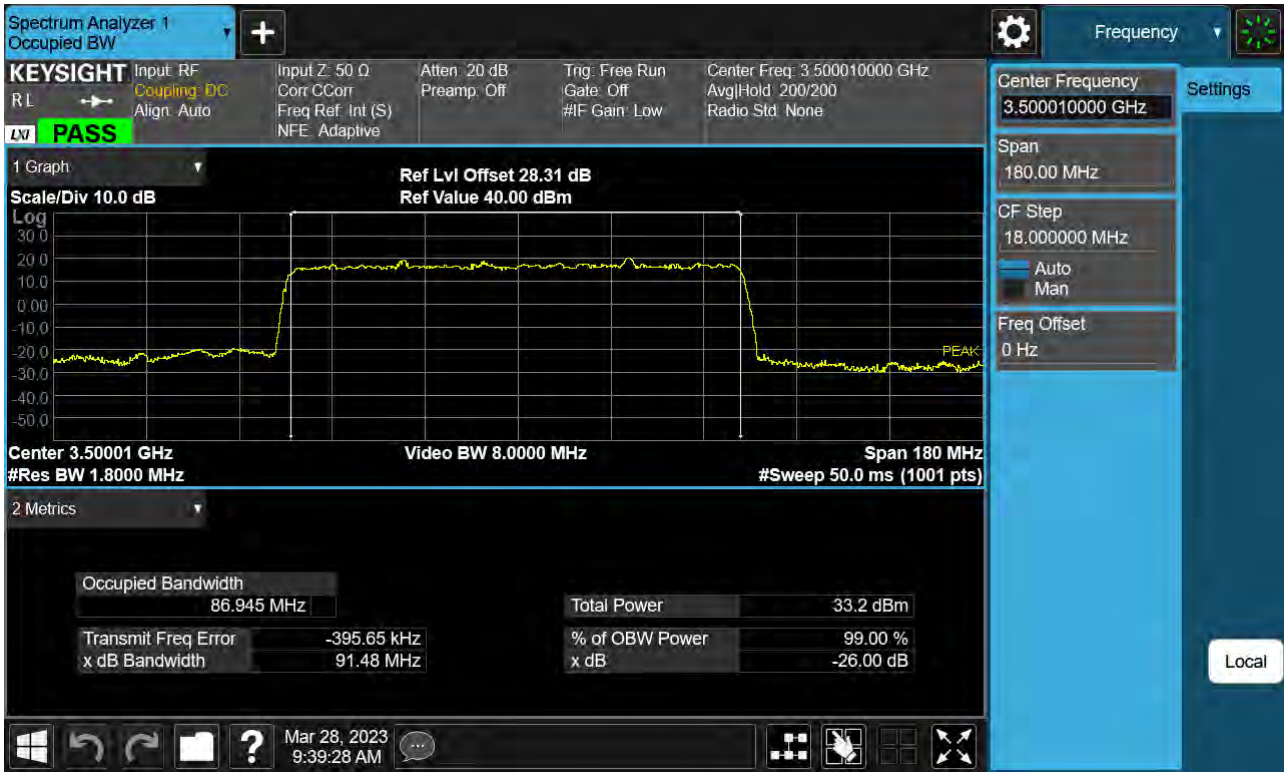 Spectrum Analyzer 1
Occupied BW
+
Frequency
KEYSIGHT
RL
LXI
PASS
Input: RF
Coupling: DC
Align: Auto
Input Z: 50 Ω
Corr CCorr
Freq Ref: Int (S)
NFE: Adaptive
Atten: 20 dB
Preamp: Off
Trig: Free Run
Gate: Off
#IF Gain: Low
Center Freq: 3.500010000 GHz
Avg|Hold: 200/200
Radio Std: None
Center Frequency
3.500010000 GHz
Settings
Span
180.00 MHz
CF Step
18.000000 MHz
Auto
Man
Freq Offset
0 Hz
Local
1 Graph
Scale/Div 10.0 dB
Ref Lvl Offset 28.31 dB
Ref Value 40.00 dBm
Log
30.0
20.0
10.0
0.00
-10.0
-20.0
-30.0
-40.0
-50.0
PEAK
Center 3.50001 GHz
#Res BW 1.8000 MHz
Video BW 8.0000 MHz
Span 180 MHz
#Sweep 50.0 ms (1001 pts)
2 Metrics
Occupied Bandwidth
86.945 MHz
Total Power 33.2 dBm
Transmit Freq Error -395.65 kHz
% of OBW Power 99.00 %
x dB Bandwidth 91.48 MHz
x dB -26.00 dB
?
Mar 28, 2023
9:39:28 AM